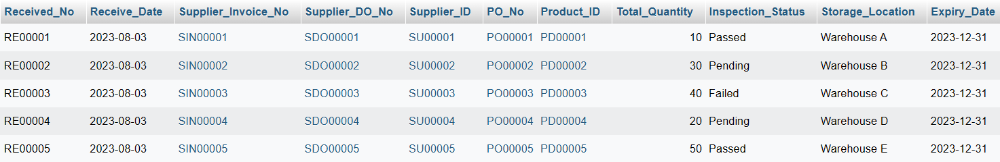 Received_No Receive_Date Supplier_Invoice_No Supplier_DO_No Supplier_ID PO_No Product_ID Total_Quantity Inspection_Status Storage_Location Expiry_Date
RE00001 2023-08-03 SIN00001 SDO00001 SU00001 PO00001 PD00001 10 Passed Warehouse A 2023-12-31
RE00002 2023-08-03 SIN00002 SDO00002 SU00002 PO00002 PD00002 30 Pending Warehouse B 2023-12-31
RE00003 2023-08-03 SIN00003 SDO00003 SU00003 PO00003 PD00003 40 Failed Warehouse C 2023-12-31
RE00004 2023-08-03 SIN00004 SDO00004 SU00004 PO00004 PD00004 20 Pending Warehouse D 2023-12-31
RE00005 2023-08-03 SIN00005 SDO00005 SU00005 PO00005 PD00005 50 Passed Warehouse E 2023-12-31